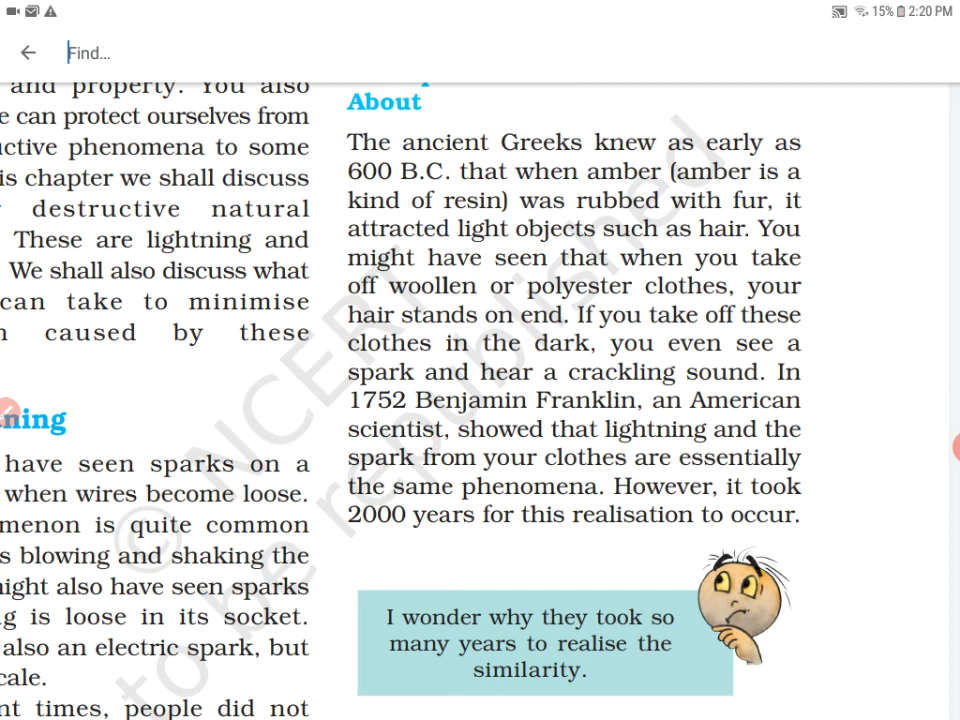 15% 2:20 PM
Find...
and property. You also
e can protect ourselves from
uctive phenomena to some
is chapter we shall discuss
destructive natural
These are lightning and
We shall also discuss what
can take to minimise
caused by these
ning
have seen sparks on a
when wires become loose.
menon is quite common
s blowing and shaking the
night also have seen sparks
g is loose in its socket.
also an electric spark, but
cale.
nt times, people did not
About
The ancient Greeks knew as early as
600 B.C. that when amber (amber is a
kind of resin) was rubbed with fur, it
attracted light objects such as hair. You
might have seen that when you take
off woollen or polyester clothes, your
hair stands on end. If you take off these
clothes in the dark, you even see a
spark and hear a crackling sound. In
1752 Benjamin Franklin, an American
scientist, showed that lightning and the
spark from your clothes are essentially
the same phenomena. However, it took
2000 years for this realisation to occur.
I wonder why they took so
many years to realise the
similarity.
© NCERT
to be republished